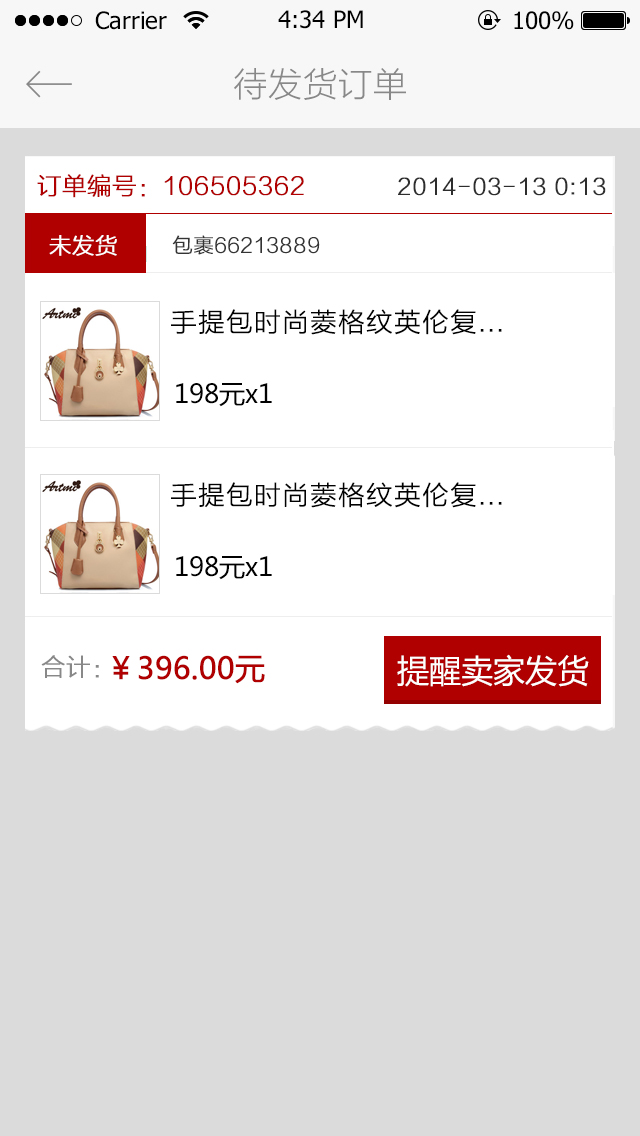 Carrier 4:34 PM 100%
待发货订单
订单编号：106505362 2014-03-13 0:13
未发货 包裹66213889
Artmi
手提包时尚菱格纹英伦复...
198元x1
Artmi
手提包时尚菱格纹英伦复...
198元x1
合计：¥ 396.00元 提醒卖家发货